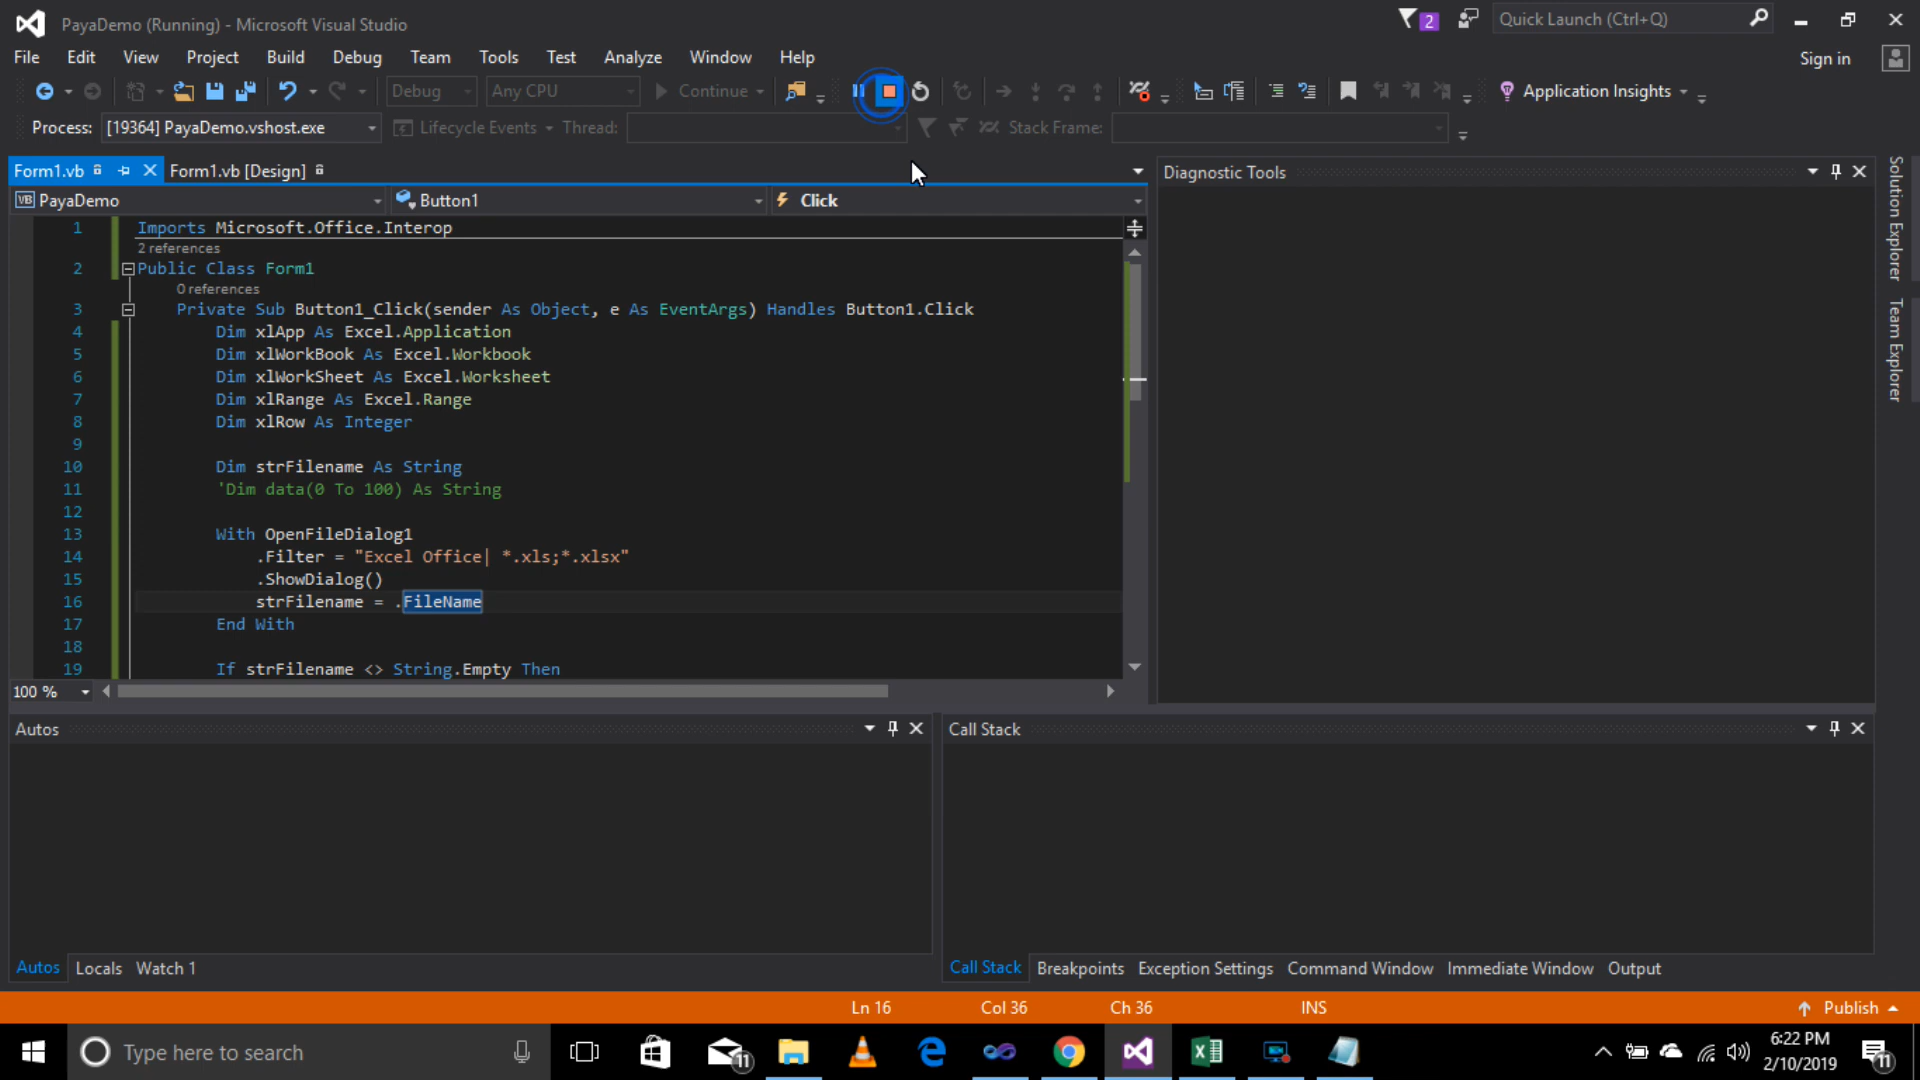 PayaDemo (Running) - Microsoft Visual Studio
2
Quick Launch (Ctrl+Q)
File Edit View Project Build Debug Team Tools Test Analyze Window Help
Sign in
Debug Any CPU Continue Application Insights
Process: [19364] PayaDemo.vshost.exe Lifecycle Events Thread: Stack Frame:
Form1.vb Form1.vb [Design]
VB PayaDemo Button1 Click
1 Imports Microsoft.Office.Interop
2 references
2 Public Class Form1
0 references
3 Private Sub Button1_Click(sender As Object, e As EventArgs) Handles Button1.Click
4 Dim xlApp As Excel.Application
5 Dim xlWorkBook As Excel.Workbook
6 Dim xlWorkSheet As Excel.Worksheet
7 Dim xlRange As Excel.Range
8 Dim xlRow As Integer
9
10 Dim strFilename As String
11 'Dim data(0 To 100) As String
12
13 With OpenFileDialog1
14 .Filter = "Excel Office| *.xls;*.xlsx"
15 .ShowDialog()
16 strFilename = .FileName
17 End With
18
19 If strFilename <> String.Empty Then
100 %
Diagnostic Tools
Solution Explorer
Team Explorer
Autos
Call Stack
Autos Locals Watch 1
Call Stack Breakpoints Exception Settings Command Window Immediate Window Output
Ln 16 Col 36 Ch 36 INS Publish
Type here to search
11
6:22 PM
2/10/2019
11